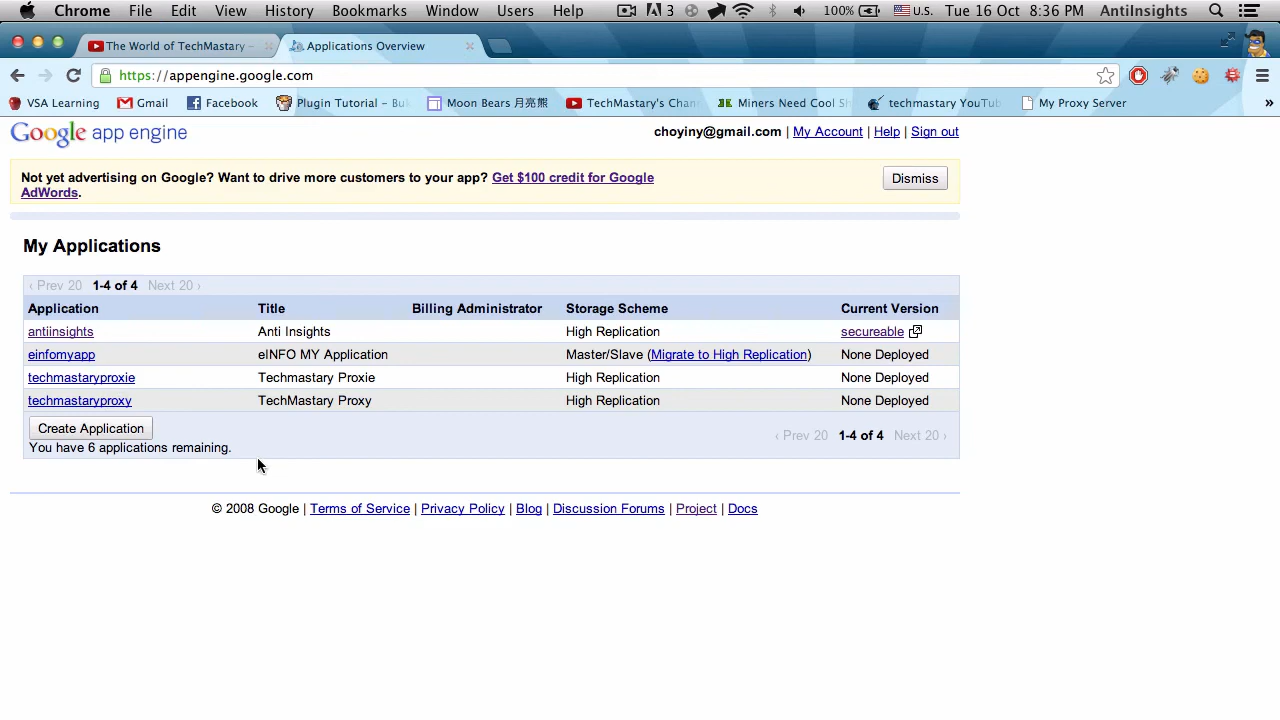 Chrome File Edit View History Bookmarks Window Users Help 3 100% U.S. Tue 16 Oct 8:36 PM AntiInsights
The World of TechMastary - Applications Overview
https://appengine.google.com
VSA Learning Gmail Facebook Plugin Tutorial – Buk Moon Bears 月亮熊 TechMastary's Chan Miners Need Cool Sh techmastary YouTub My Proxy Server »
Google app engine
choyiny@gmail.com | My Account | Help | Sign out
Not yet advertising on Google? Want to drive more customers to your app? Get $100 credit for Google
AdWords.
Dismiss
My Applications
‹ Prev 20 1-4 of 4 Next 20 ›
Application Title Billing Administrator Storage Scheme Current Version
antiinsights Anti Insights High Replication secureable
einfomyapp eINFO MY Application Master/Slave (Migrate to High Replication) None Deployed
techmastaryproxie Techmastary Proxie High Replication None Deployed
techmastaryproxy TechMastary Proxy High Replication None Deployed
Create Application
You have 6 applications remaining.
‹ Prev 20 1-4 of 4 Next 20 ›
© 2008 Google | Terms of Service | Privacy Policy | Blog | Discussion Forums | Project | Docs